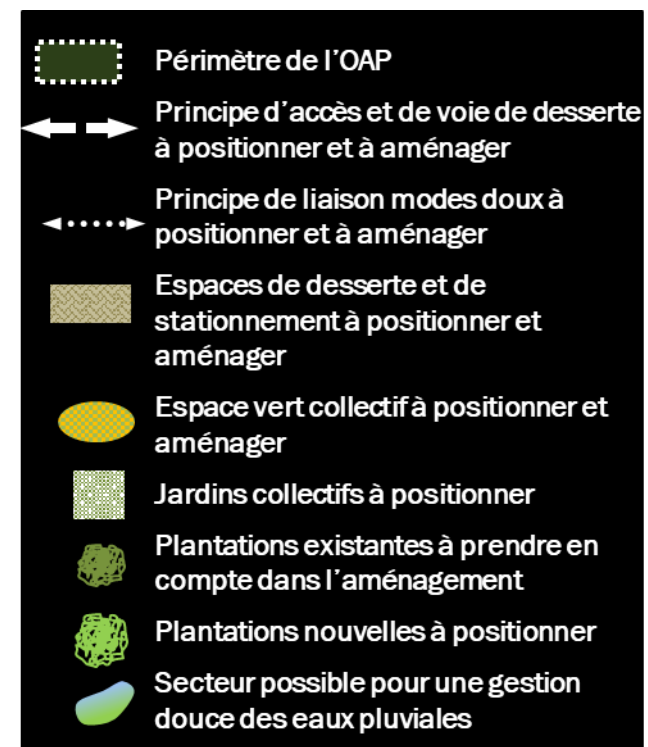 Périmètre de l'OAP
Principe d'accès et de voie de desserte
à positionner et à aménager
Principe de liaison modes doux à
positionner et à aménager
Espaces de desserte et de
stationnement à positionner et
aménager
Espace vert collectif à positionner et
aménager
Jardins collectifs à positionner
Plantations existantes à prendre en
compte dans l'aménagement
Plantations nouvelles à positionner
Secteur possible pour une gestion
douce des eaux pluviales